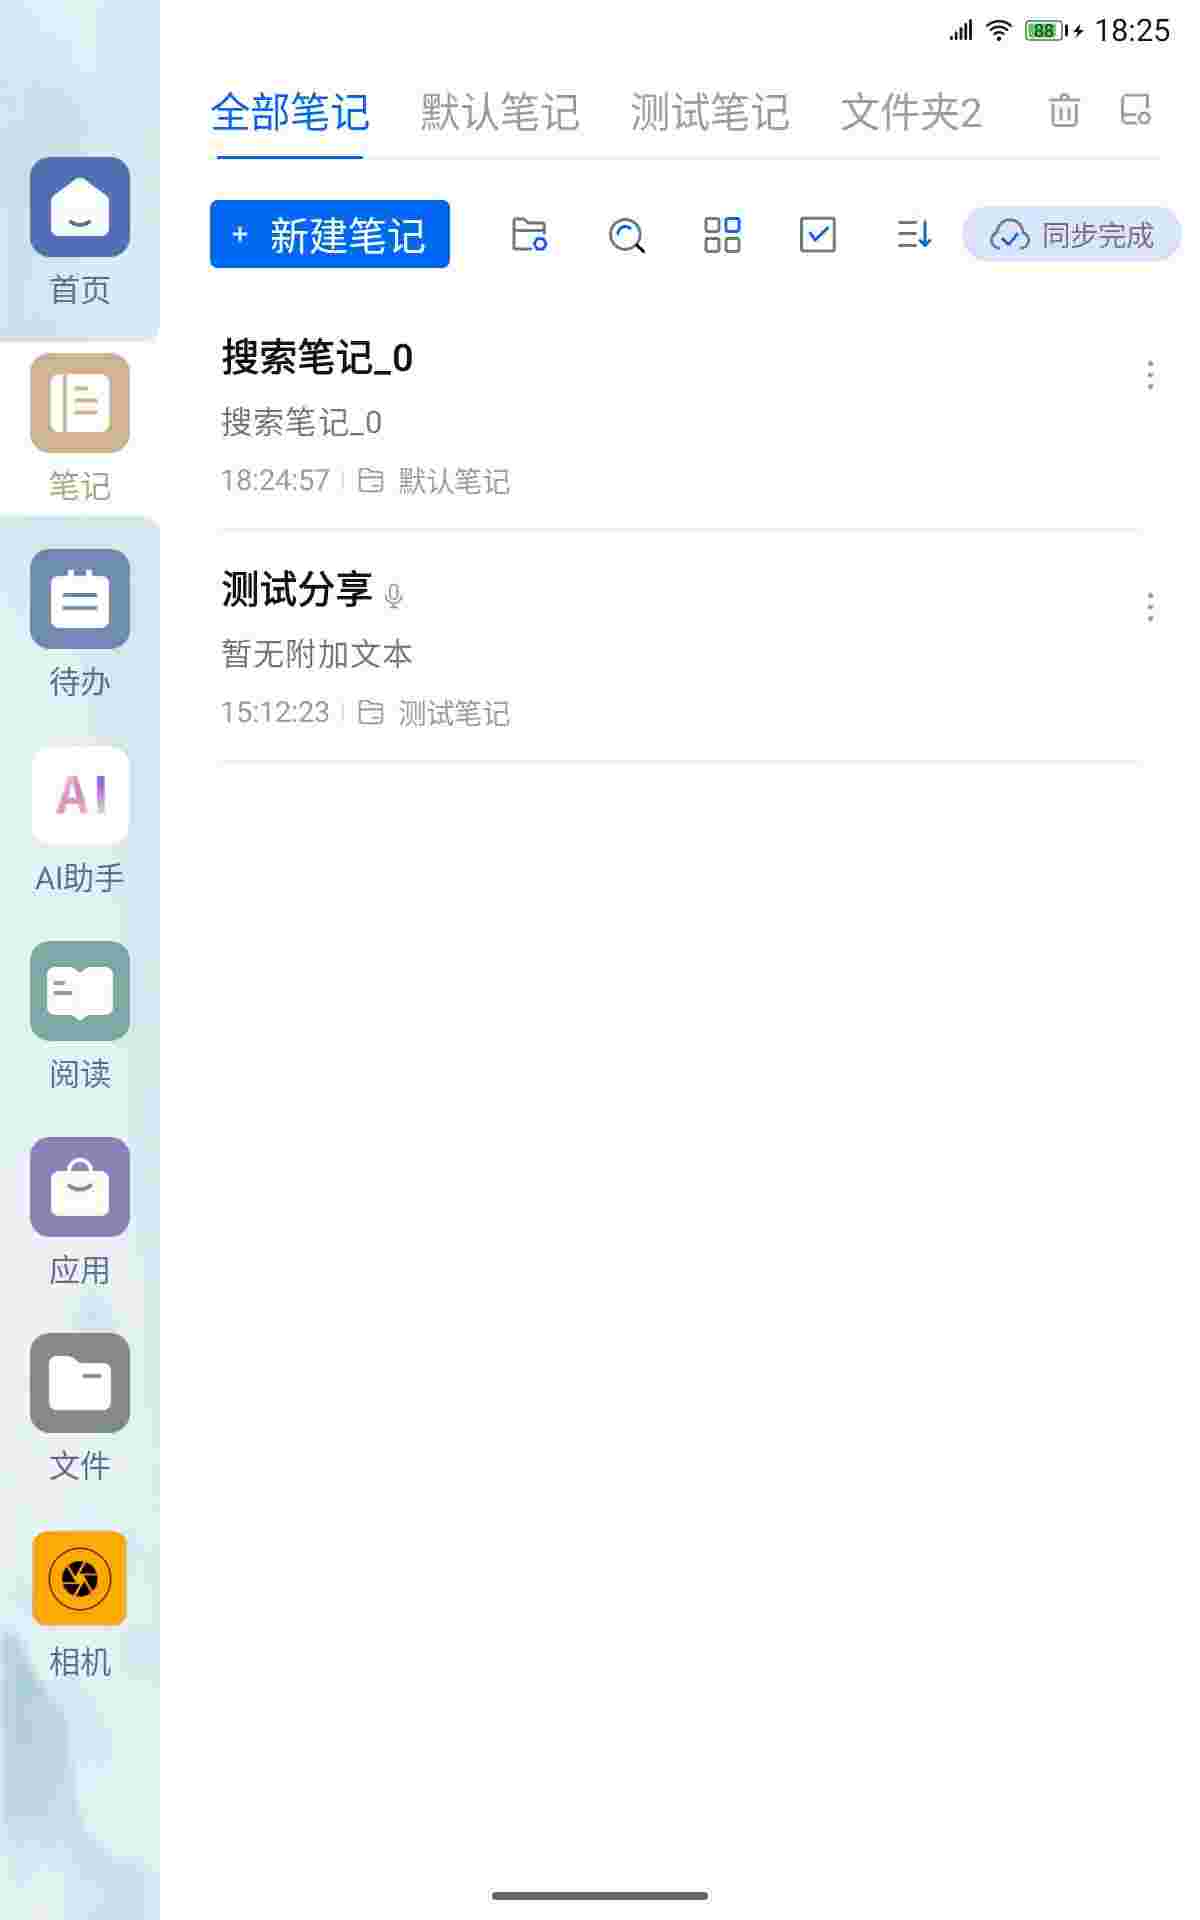 88 18:25
全部笔记 默认笔记 测试笔记 文件夹2
+ 新建笔记 同步完成
首页
笔记
待办
AI
AI助手
阅读
应用
文件
相机
搜索笔记_0
搜索笔记_0
18:24:57 默认笔记
测试分享
暂无附加文本
15:12:23 测试笔记